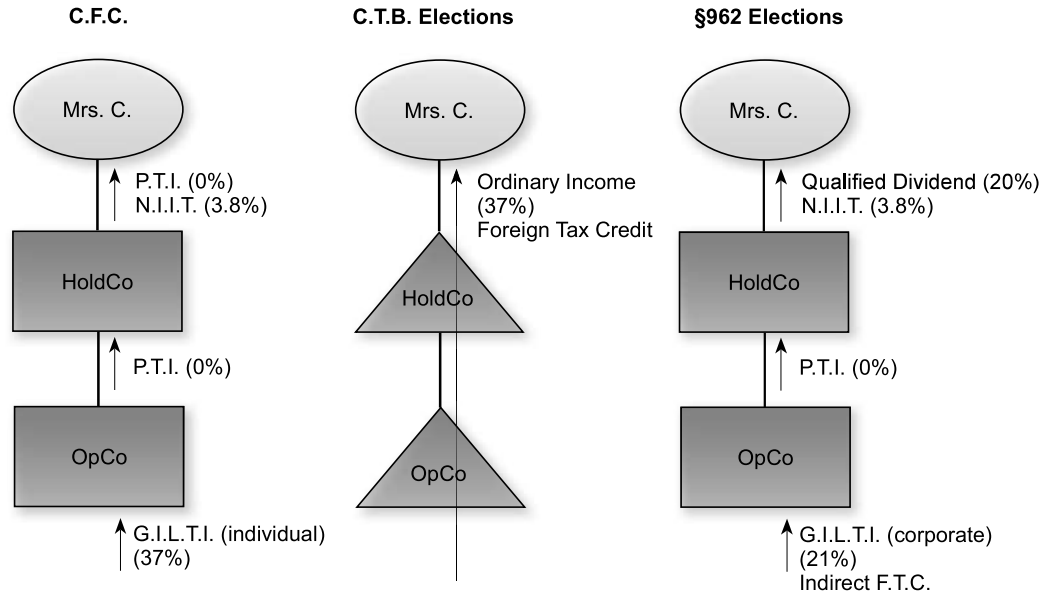 C.F.C.
Mrs. C.
P.T.I. (0%)
N.I.I.T. (3.8%)
HoldCo
P.T.I. (0%)
OpCo
G.I.L.T.I. (individual)
(37%)
C.T.B. Elections
Mrs. C.
Ordinary Income
(37%)
Foreign Tax Credit
HoldCo
OpCo
§962 Elections
Mrs. C.
Qualified Dividend (20%)
N.I.I.T. (3.8%)
HoldCo
P.T.I. (0%)
OpCo
G.I.L.T.I. (corporate)
(21%)
Indirect F.T.C.